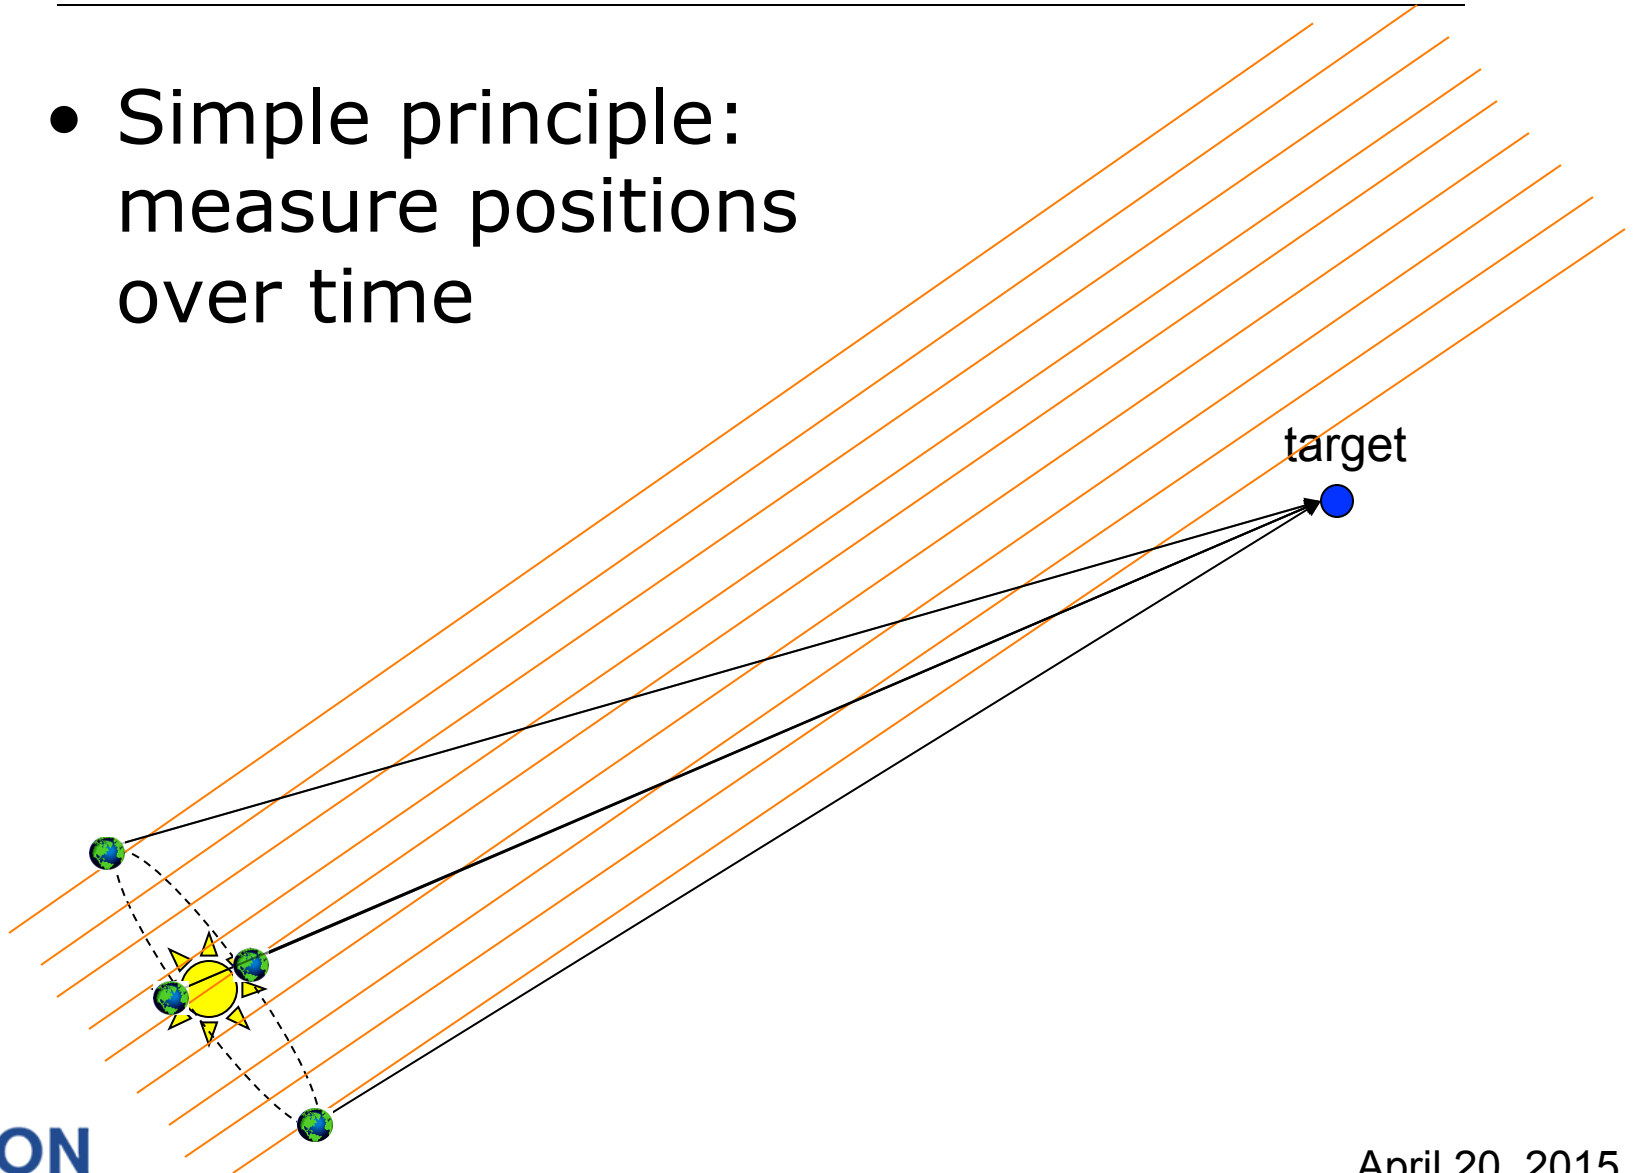 • Simple principle:
measure positions
over time
target
ON
April 20, 2015